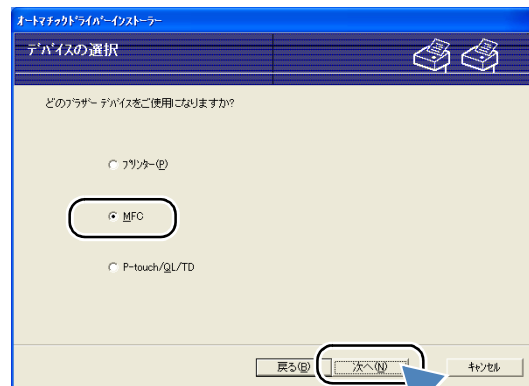 オートマチックドライバーインストーラー
デバイスの選択
どのブラザー デバイスをご使用になりますか?
プリンター(P)
MFC
P-touch/QL/TD
戻る(B)
次へ(N)
キャンセル